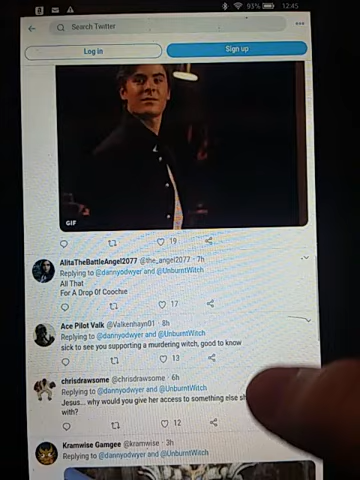 93% 12:45
Search Twitter
Log in
Sign up
GIF
19
AlitaTheBattleAngel2077 @the_angel2077 · 7h
Replying to @dannyodwyer and @UnburntWitch
All That
For A Drop Of Coochie
17
Ace Pilot Valk @Valkenhayn01 · 8h
Replying to @dannyodwyer and @UnburntWitch
sick to see you supporting a murdering witch, good to know
13
chrisdrawsome @chrisdrawsome · 6h
Replying to @dannyodwyer and @UnburntWitch
Jesus... why would you give her access to something else
with?
12
Kramwise Gamgee @kramwise · 3h
Replying to @dannyodwyer and @UnburntWitch